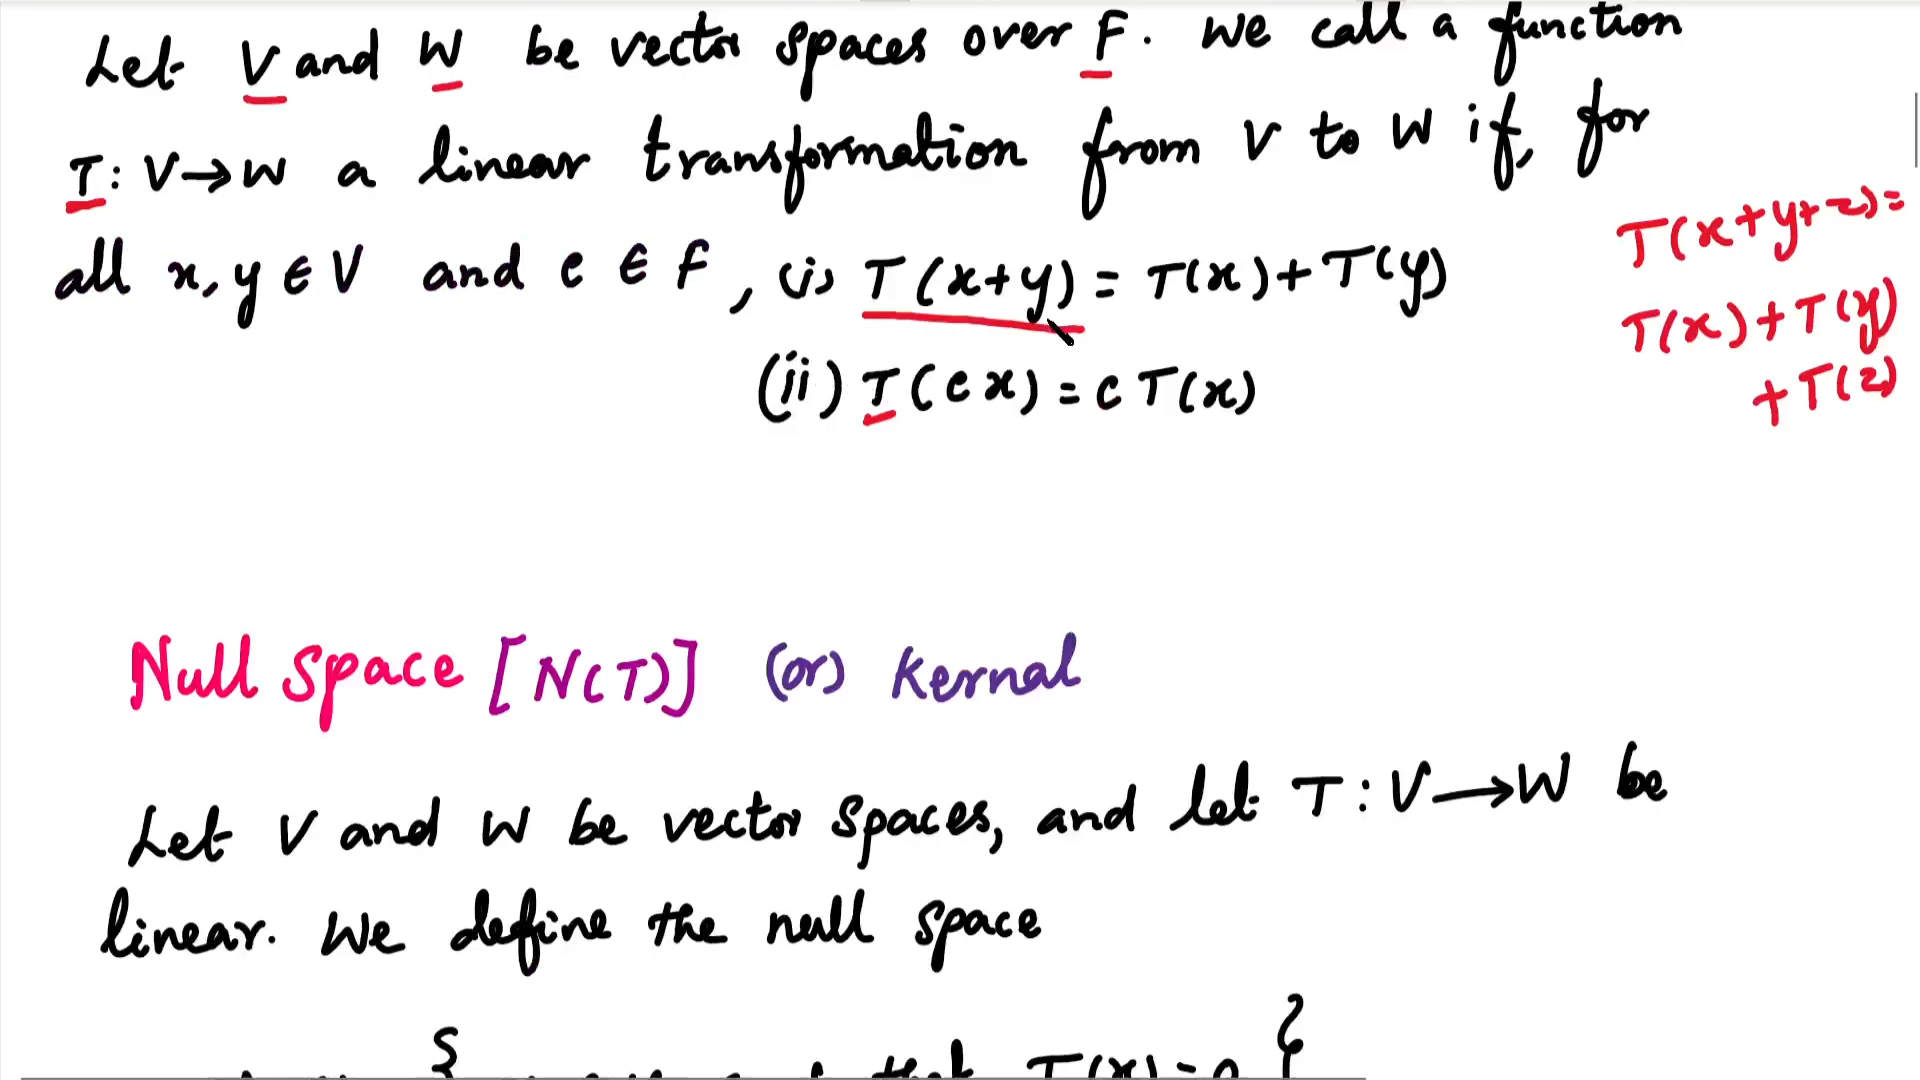 Let V and W be vector spaces over F. We call a function
T: V→W a linear transformation from V to W if, for
all x, y ∈ V and c ∈ F, (i) T(x+y) = T(x)+T(y)
(ii) T(cx) = cT(x)
T(x+y+z)=
T(x)+T(y)
+T(z)
Null Space [N(T)] (or) Kernal
Let V and W be vector spaces, and let T: V→W be
linear. We define the null space
{ that T(x)=0 }